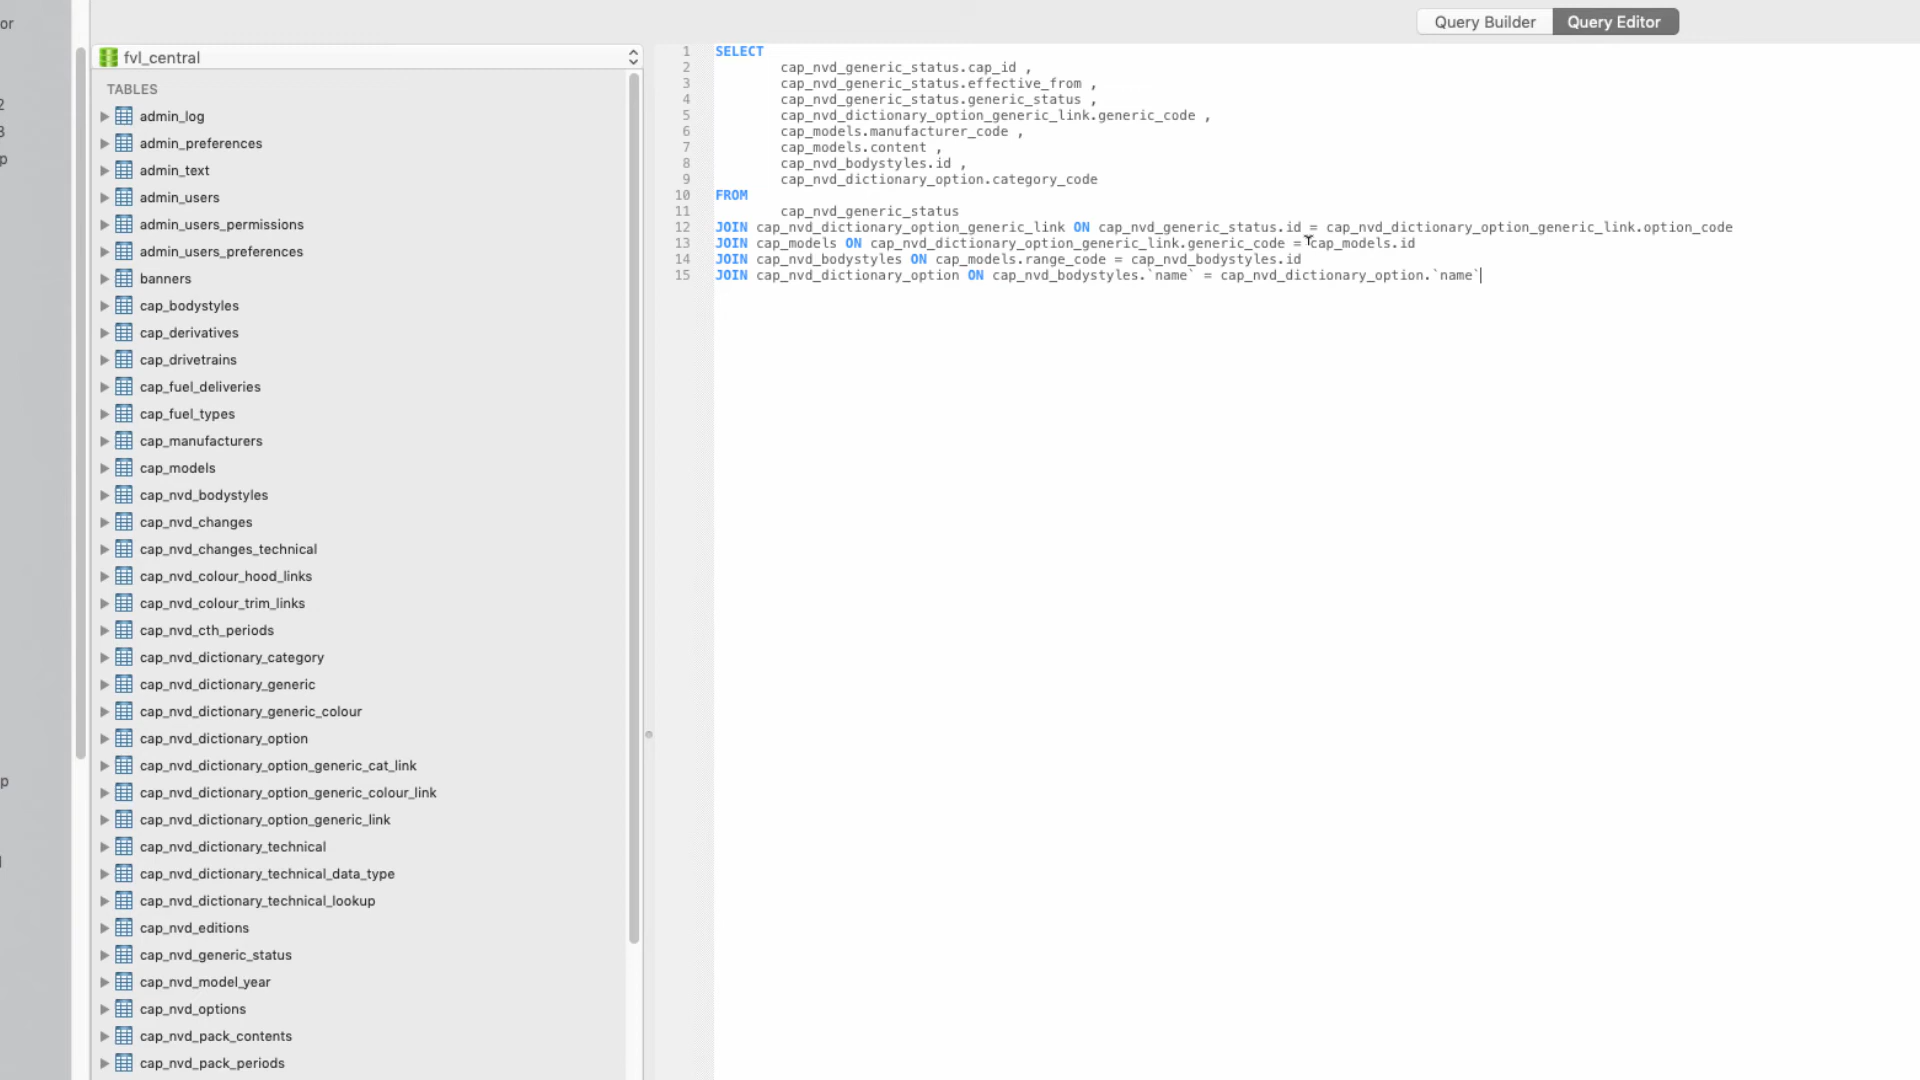 or
2
3
p
p
Query Builder
Query Editor
fvl_central
TABLES
admin_log
admin_preferences
admin_text
admin_users
admin_users_permissions
admin_users_preferences
banners
cap_bodystyles
cap_derivatives
cap_drivetrains
cap_fuel_deliveries
cap_fuel_types
cap_manufacturers
cap_models
cap_nvd_bodystyles
cap_nvd_changes
cap_nvd_changes_technical
cap_nvd_colour_hood_links
cap_nvd_colour_trim_links
cap_nvd_cth_periods
cap_nvd_dictionary_category
cap_nvd_dictionary_generic
cap_nvd_dictionary_generic_colour
cap_nvd_dictionary_option
cap_nvd_dictionary_option_generic_cat_link
cap_nvd_dictionary_option_generic_colour_link
cap_nvd_dictionary_option_generic_link
cap_nvd_dictionary_technical
cap_nvd_dictionary_technical_data_type
cap_nvd_dictionary_technical_lookup
cap_nvd_editions
cap_nvd_generic_status
cap_nvd_model_year
cap_nvd_options
cap_nvd_pack_contents
cap_nvd_pack_periods
1 SELECT
2 cap_nvd_generic_status.cap_id ,
3 cap_nvd_generic_status.effective_from ,
4 cap_nvd_generic_status.generic_status ,
5 cap_nvd_dictionary_option_generic_link.generic_code ,
6 cap_models.manufacturer_code ,
7 cap_models.content ,
8 cap_nvd_bodystyles.id ,
9 cap_nvd_dictionary_option.category_code
10 FROM
11 cap_nvd_generic_status
12 JOIN cap_nvd_dictionary_option_generic_link ON cap_nvd_generic_status.id = cap_nvd_dictionary_option_generic_link.option_code
13 JOIN cap_models ON cap_nvd_dictionary_option_generic_link.generic_code = cap_models.id
14 JOIN cap_nvd_bodystyles ON cap_models.range_code = cap_nvd_bodystyles.id
15 JOIN cap_nvd_dictionary_option ON cap_nvd_bodystyles.`name` = cap_nvd_dictionary_option.`name`